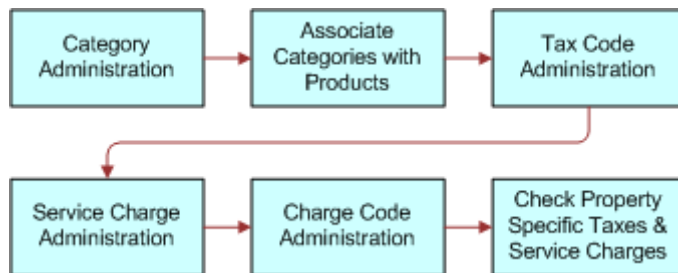 Category
Administration
Associate
Categories with
Products
Tax Code
Administration
Service Charge
Administration
Charge Code
Administration
Check Property
Specific Taxes &
Service Charges